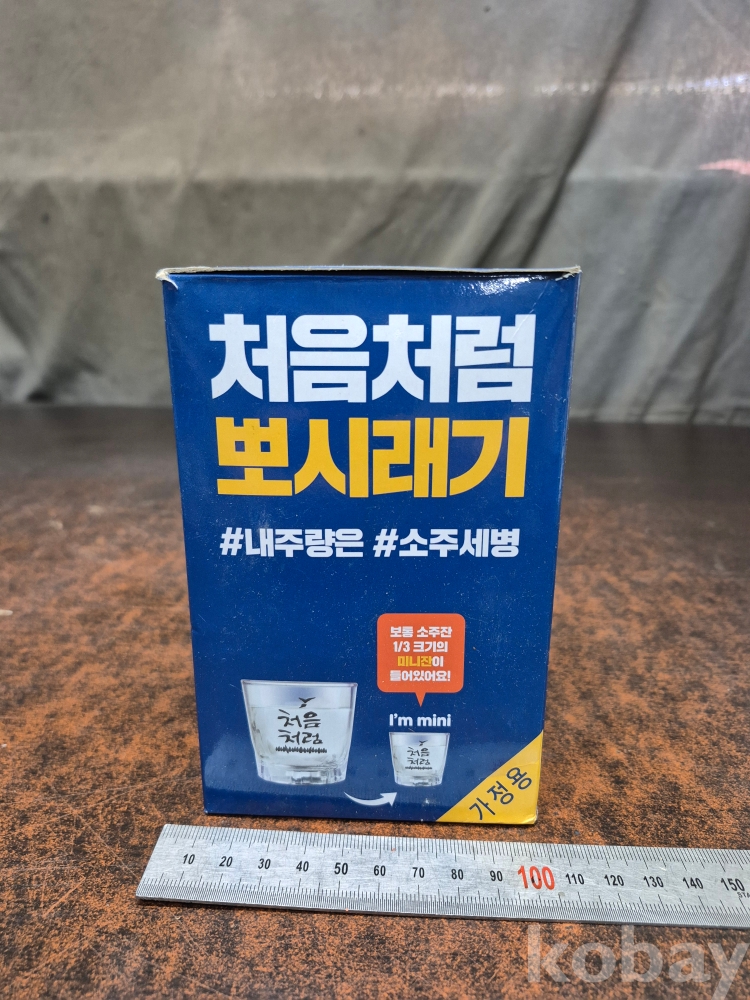 처음처럼
뽀시래기
#내주량은 #소주세병
보통 소주잔
1/3 크기의
미니잔이
들어있어요!
I'm mini
처음
처럼
처음
처럼
가정용
10 20 30 40 50 60 70 80 90 100 110 120 130 140 150
kobay